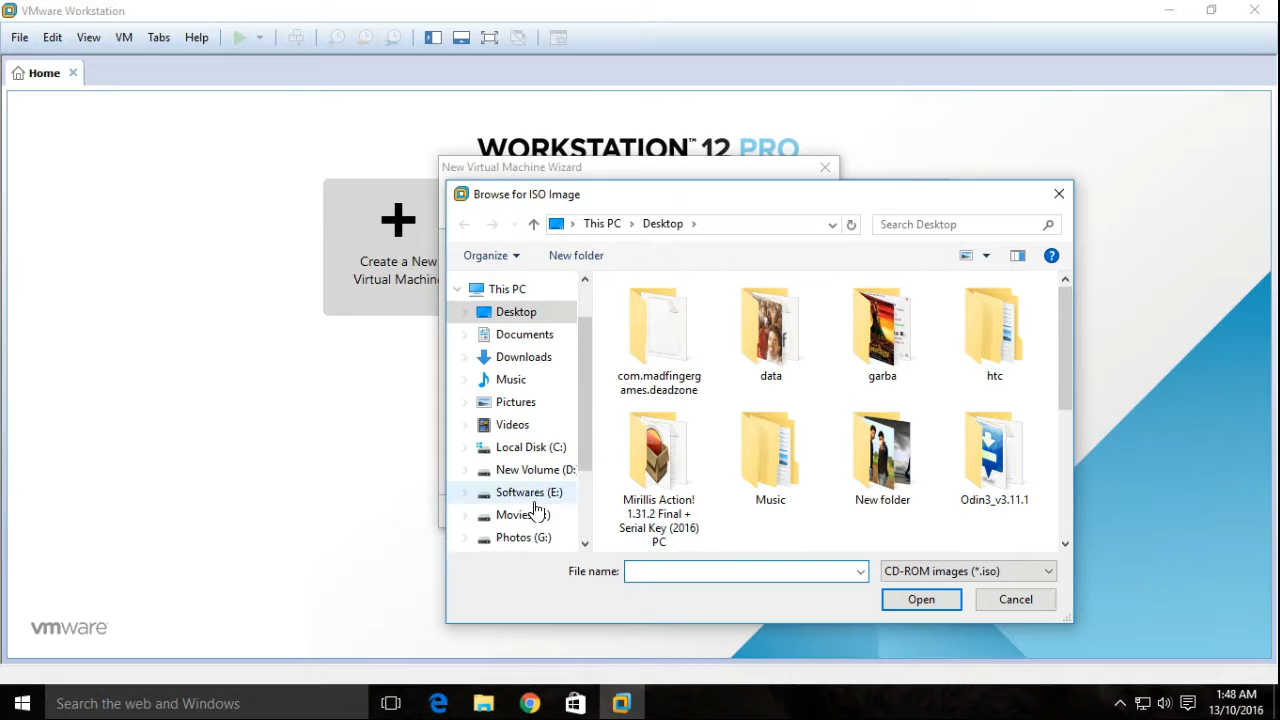 VMware Workstation
File Edit View VM Tabs Help
Home
WORKSTATION™ 12 PRO
Create a New
Virtual Machine
New Virtual Machine Wizard
Browse for ISO Image
This PC > Desktop >
Search Desktop
Organize
New folder
This PC
Desktop
Documents
Downloads
Music
Pictures
Videos
Local Disk (C:)
New Volume (D:
Softwares (E:)
Movies
Photos (G:)
com.madfingerg
ames.deadzone
data
garba
htc
Mirillis Action!
1.31.2 Final +
Serial Key (2016)
PC
Music
New folder
Odin3_v3.11.1
File name:
CD-ROM images (*.iso)
Open
Cancel
vmware
Search the web and Windows
1:48 AM
13/10/2016